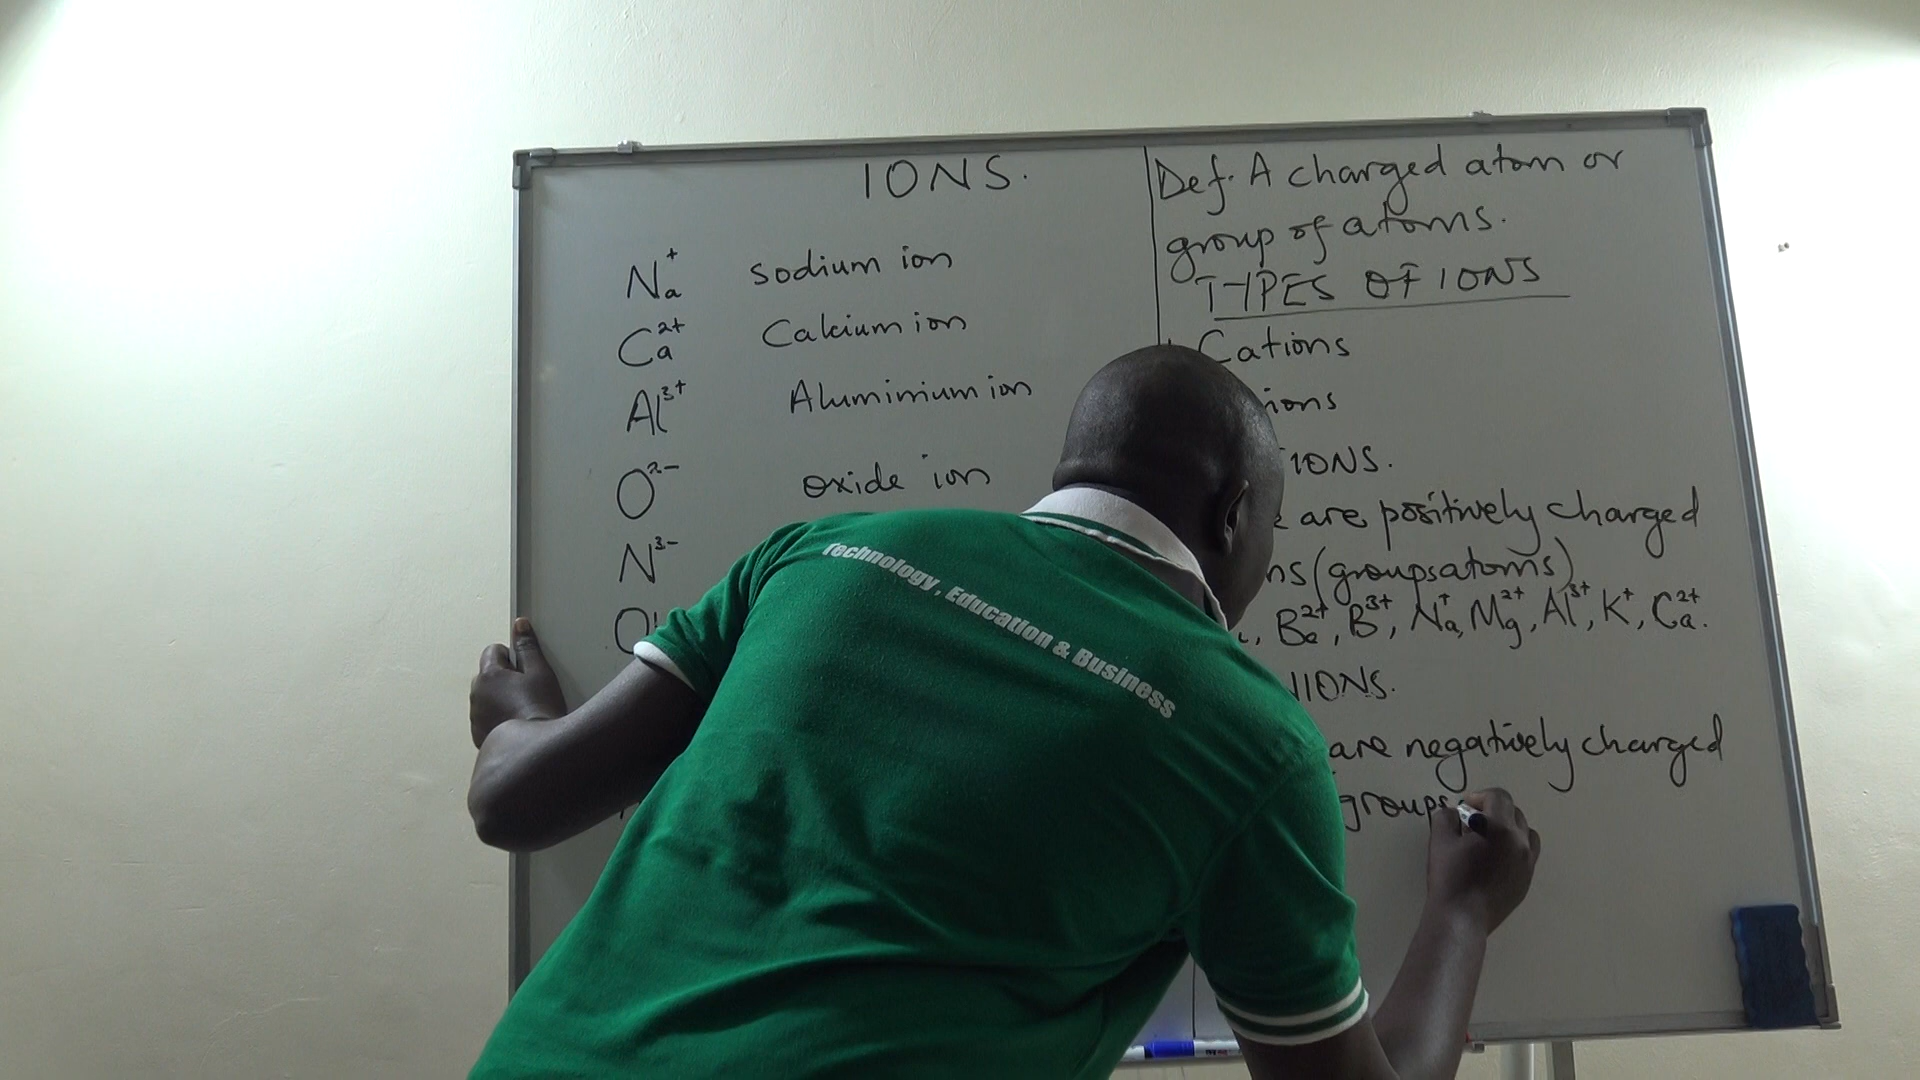 IONS.
Na+ sodium ion
Ca2+ Calcium ion
Al3+ Aluminium ion
O2- oxide ion
N3-
Def. A charged atom or
group of atoms.
TYPES OF IONS
Cations
ions
IONS.
are positively charged
ns (groupsatoms)
Be2+, B3+, Na+, Mg2+, Al3+, K+, Ca2+.
NIONS.
are negatively charged
groups
Technology, Education & Business